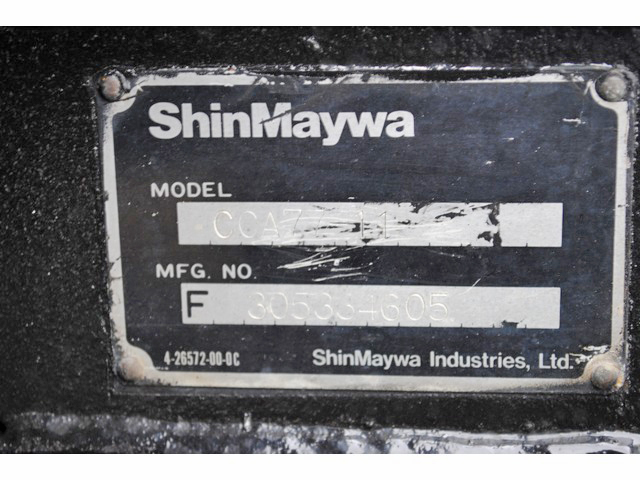 ShinMaywa
MODEL
MFG. NO.
F 305334605
4-26572-00-0C
ShinMaywa Industries, Ltd.